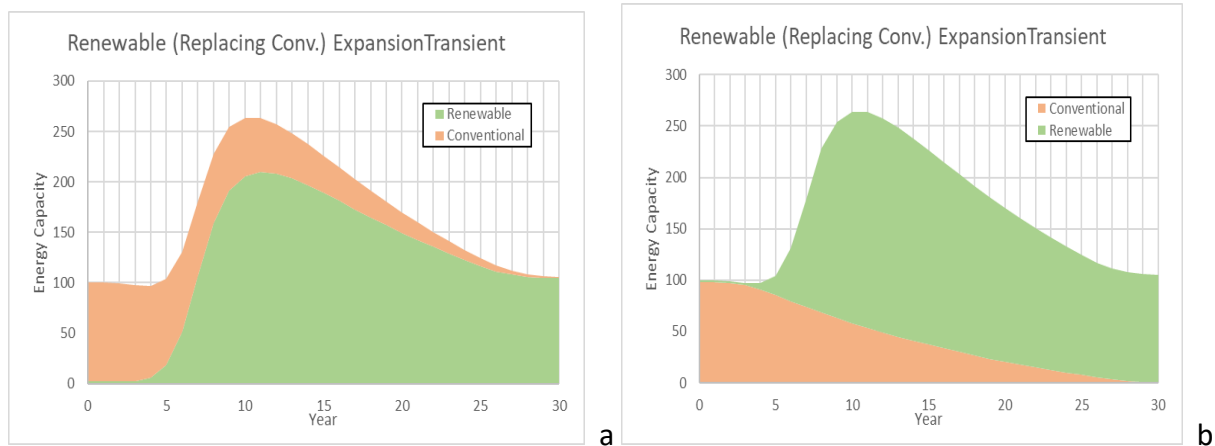 Renewable (Replacing Conv.) ExpansionTransient
300
250
200
150
100
50
0
Energy Capacity
Renewable
Conventional
0 5 10 15 20 25 30
Year
a
Renewable (Replacing Conv.) ExpansionTransient
300
250
200
150
100
50
0
Energy Capacity
Conventional
Renewable
0 5 10 15 20 25 30
Year
b